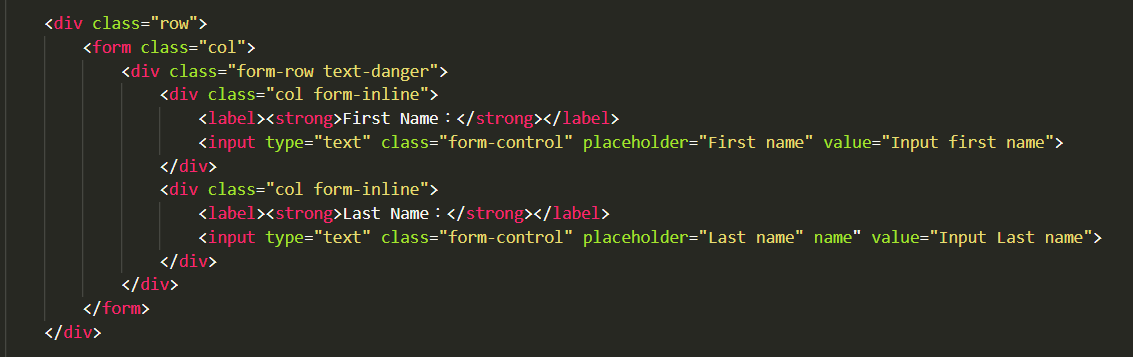 <div class="row">
<form class="col">
<div class="form-row text-danger">
<div class="col form-inline">
<label><strong>First Name：</strong></label>
<input type="text" class="form-control" placeholder="First name" value="Input first name">
</div>
<div class="col form-inline">
<label><strong>Last Name：</strong></label>
<input type="text" class="form-control" placeholder="Last name" name" value="Input Last name">
</div>
</div>
</form>
</div>